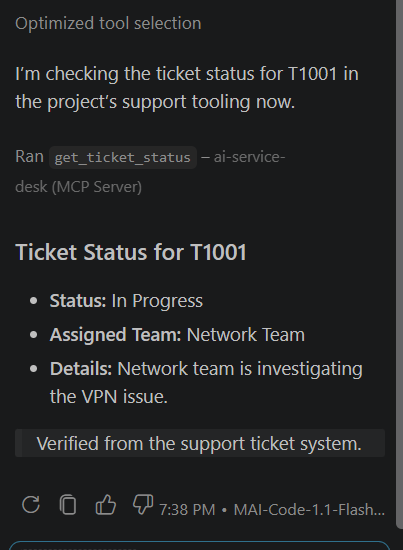 Optimized tool selection
I'm checking the ticket status for T1001 in
the project's support tooling now.
Ran get_ticket_status – ai-service-
desk (MCP Server)
Ticket Status for T1001
• Status: In Progress
• Assigned Team: Network Team
• Details: Network team is investigating
the VPN issue.
Verified from the support ticket system.
7:38 PM • MAI-Code-1.1-Flash...